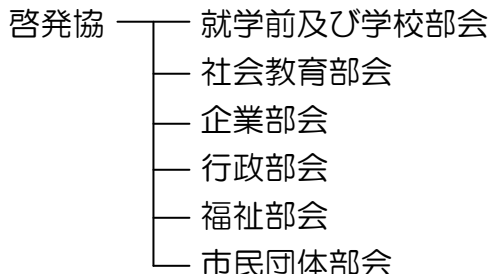 啓発協 就学前及び学校部会
社会教育部会
企業部会
行政部会
福祉部会
市民団体部会